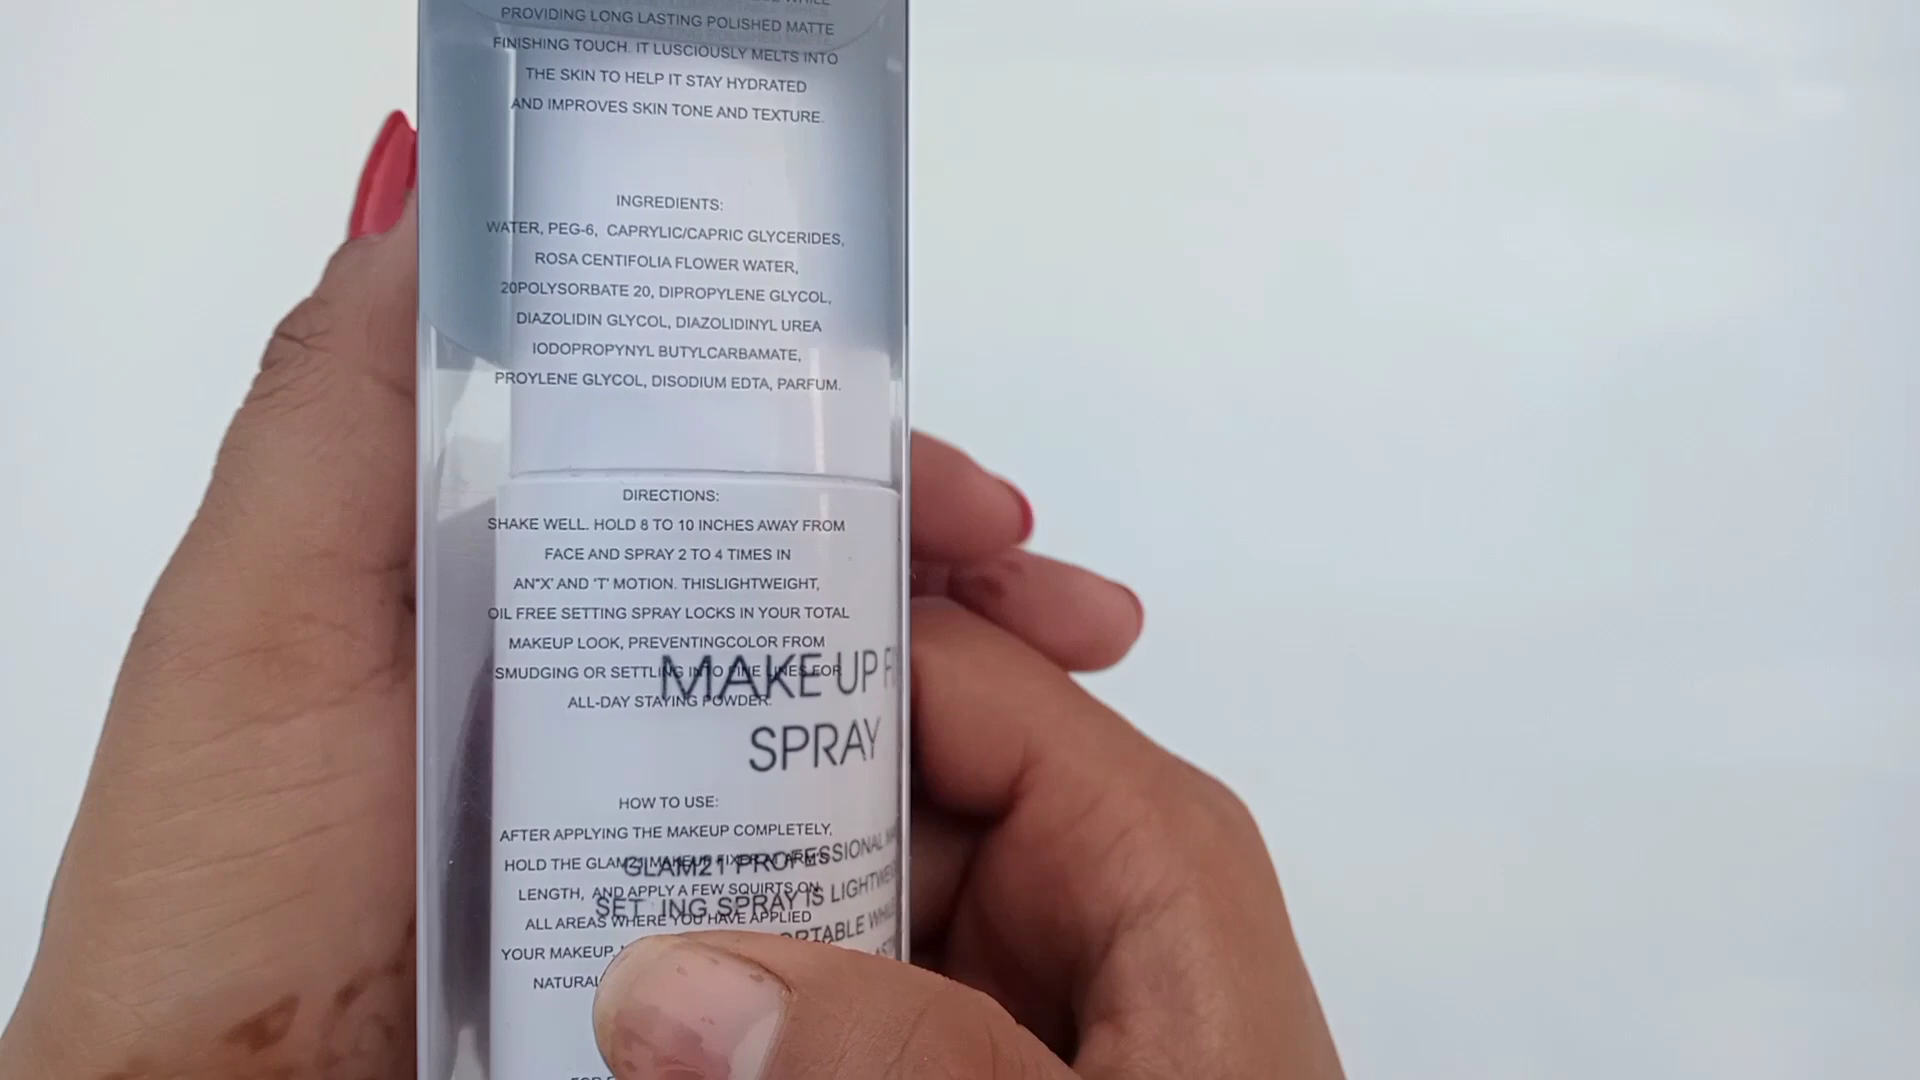 PROVIDING LONG LASTING POLISHED MATTE
FINISHING TOUCH. IT LUSCIOUSLY MELTS INTO
THE SKIN TO HELP IT STAY HYDRATED
AND IMPROVES SKIN TONE AND TEXTURE.
INGREDIENTS:
WATER, PEG-6, CAPRYLIC/CAPRIC GLYCERIDES,
ROSA CENTIFOLIA FLOWER WATER,
20POLYSORBATE 20, DIPROPYLENE GLYCOL,
DIAZOLIDIN GLYCOL, DIAZOLIDINYL UREA
IODOPROPYNYL BUTYLCARBAMATE,
PROYLENE GLYCOL, DISODIUM EDTA, PARFUM.
DIRECTIONS:
SHAKE WELL. HOLD 8 TO 10 INCHES AWAY FROM
FACE AND SPRAY 2 TO 4 TIMES IN
AN"X' AND 'T' MOTION. THISLIGHTWEIGHT,
OIL FREE SETTING SPRAY LOCKS IN YOUR TOTAL
MAKEUP LOOK, PREVENTINGCOLOR FROM
SMUDGING OR SETTLING INTO FINE LINES FOR
ALL-DAY STAYING POWDER.
MAKE UP
SPRAY
HOW TO USE:
AFTER APPLYING THE MAKEUP COMPLETELY,
HOLD THE GLAM21 MAKEUP FIXER AT ARM'S
LENGTH, AND APPLY A FEW SQUIRTS ON
ALL AREAS WHERE YOU HAVE APPLIED
YOUR MAKEUP.
NATURAL
GLAM21 PROFESSIONAL
SPRAY IS
WHILE